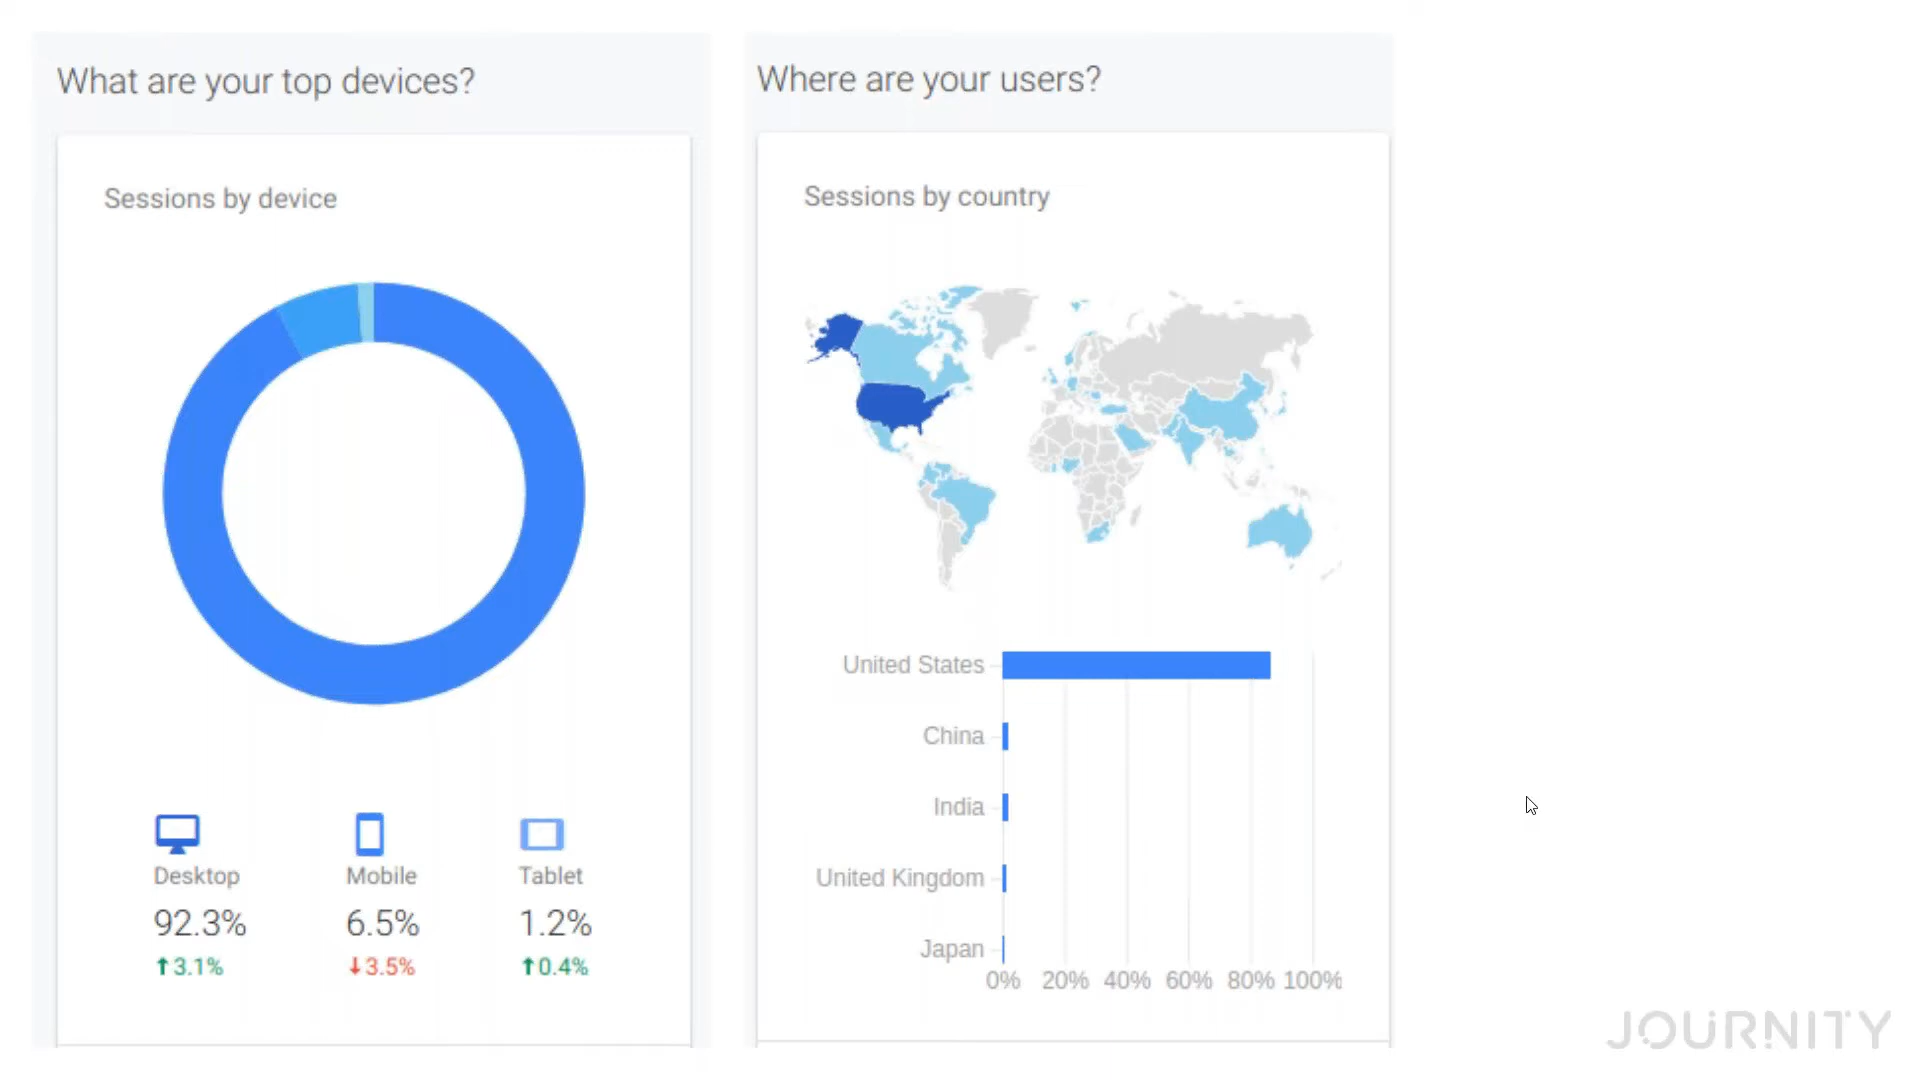 What are your top devices?
Sessions by device
Desktop
92.3%
3.1%
Mobile
6.5%
3.5%
Tablet
1.2%
0.4%
Where are your users?
Sessions by country
United States
China
India
United Kingdom
Japan
0% 20% 40% 60% 80% 100%
JOURNITY